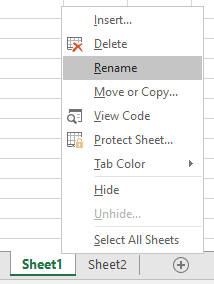 Insert...
Delete
Rename
Move or Copy...
View Code
Protect Sheet...
Tab Color
Hide
Unhide...
Select All Sheets
Sheet1 Sheet2